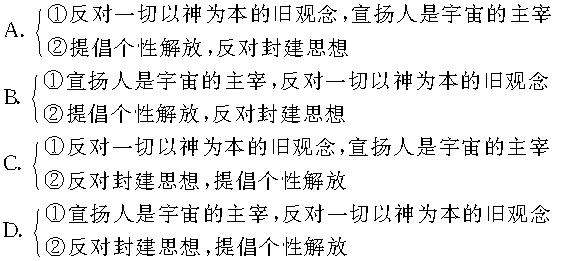 A. ①反对一切以神为本的旧观念,宣扬人是宇宙的主宰
②提倡个性解放,反对封建思想
B. ①宣扬人是宇宙的主宰,反对一切以神为本的旧观念
②提倡个性解放,反对封建思想
C. ①反对一切以神为本的旧观念,宣扬人是宇宙的主宰
②反对封建思想,提倡个性解放
D. ①宣扬人是宇宙的主宰,反对一切以神为本的旧观念
②反对封建思想,提倡个性解放